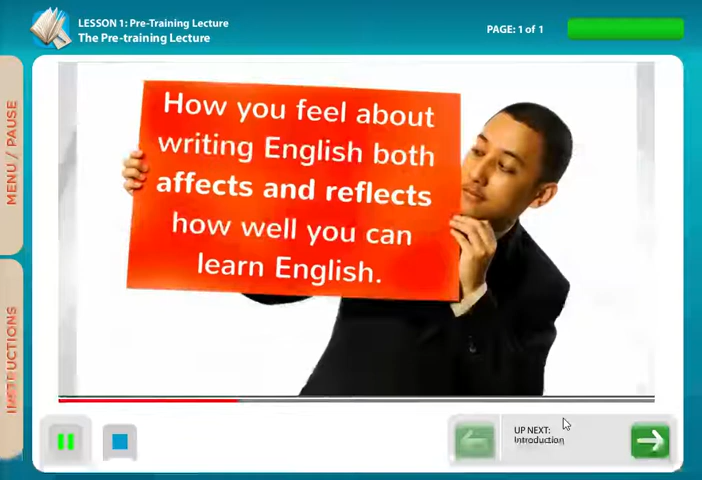 LESSON 1: Pre-Training Lecture
The Pre-training Lecture
PAGE: 1 of 1
MENU / PAUSE
INSTRUCTIONS
How you feel about
writing English both
affects and reflects
how well you can
learn English.
UP NEXT:
Introduction